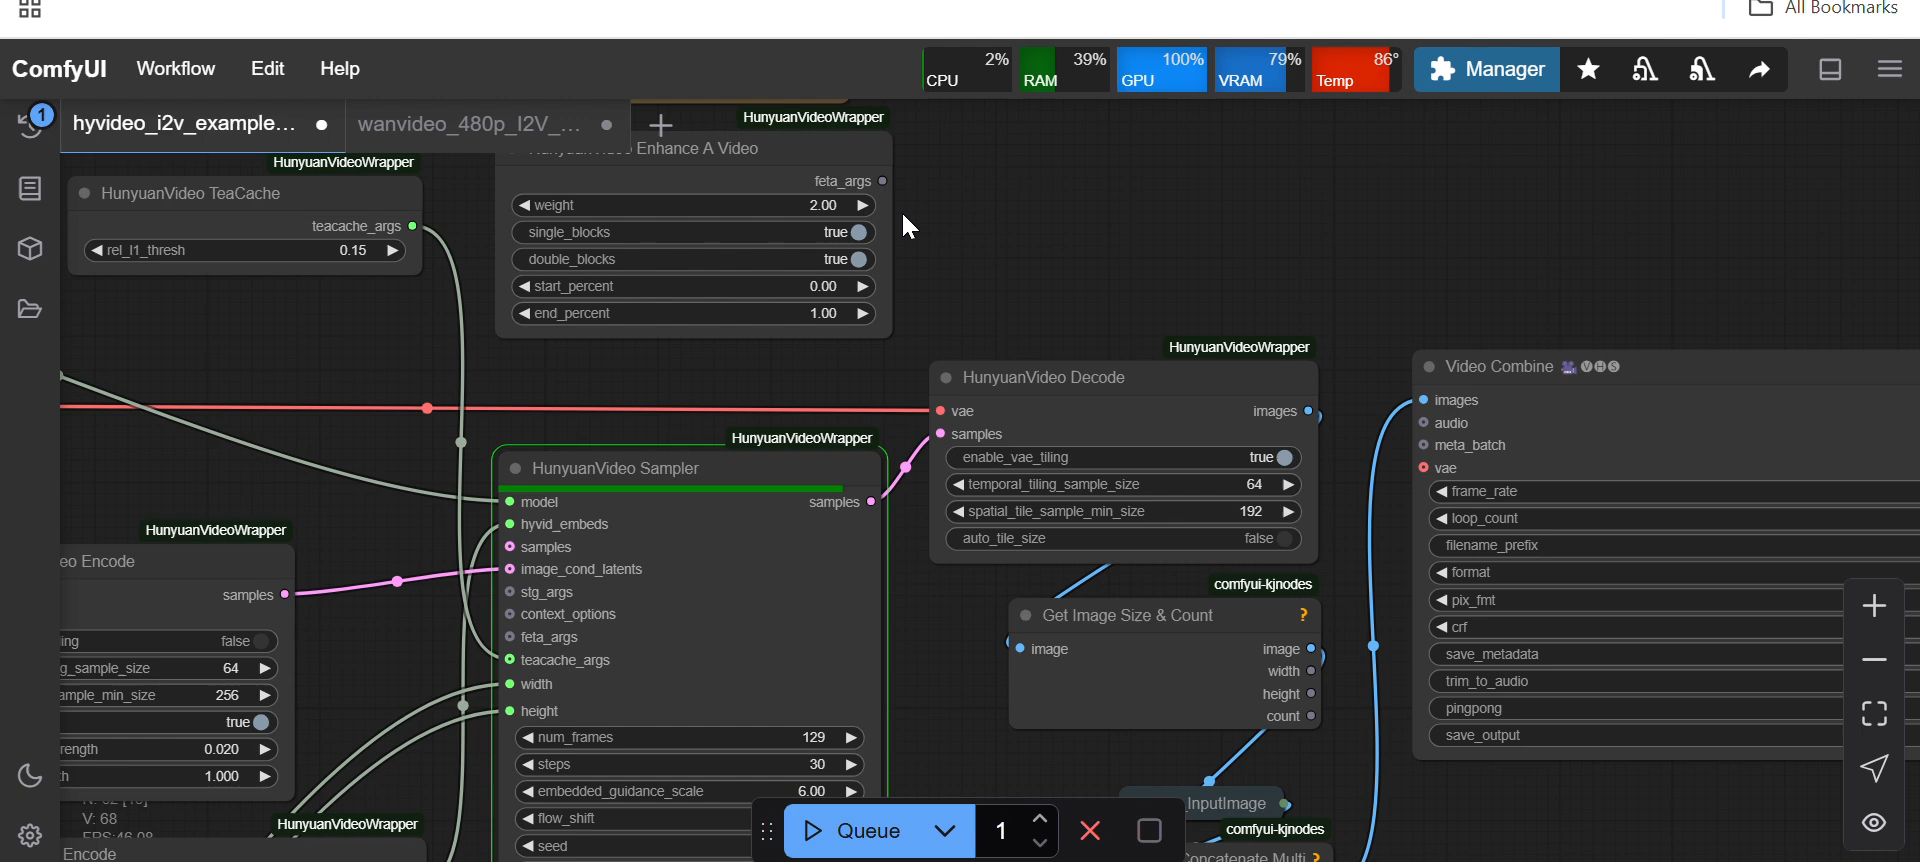 All Bookmarks
ComfyUI
Workflow
Edit
Help
CPU 2%
RAM 39%
GPU 100%
VRAM 79%
Temp 86°
Manager
1
hyvideo_i2v_example...
wanvideo_480p_I2V_...
HunyuanVideoWrapper
HunyuanVideo TeaCache
teacache_args
rel_l1_thresh 0.15
HunyuanVideoWrapper
Enhance A Video
feta_args
weight 2.00
single_blocks true
double_blocks true
start_percent 0.00
end_percent 1.00
HunyuanVideoWrapper
HunyuanVideo Decode
vae images
samples
enable_vae_tiling true
temporal_tiling_sample_size 64
spatial_tile_sample_min_size 192
auto_tile_size false
Video Combine 🎥🅥🅗🅢
images
audio
meta_batch
vae
frame_rate
loop_count
filename_prefix
format
pix_fmt
crf
save_metadata
trim_to_audio
pingpong
save_output
HunyuanVideoWrapper
HunyuanVideo Sampler
model samples
hyvid_embeds
samples
image_cond_latents
stg_args
context_options
feta_args
teacache_args
width
height
num_frames 129
steps 30
embedded_guidance_scale 6.00
flow_shift
seed
HunyuanVideoWrapper
eo Encode
samples
ing false
g_sample_size 64
ample_min_size 256
true
rength 0.020
h 1.000
V: 68
HunyuanVideoWrapper
Encode
comfyui-kjnodes
Get Image Size & Count ?
image image
width
height
count
_InputImage
comfyui-kjnodes
oncatenate Multi ?
Queue
1